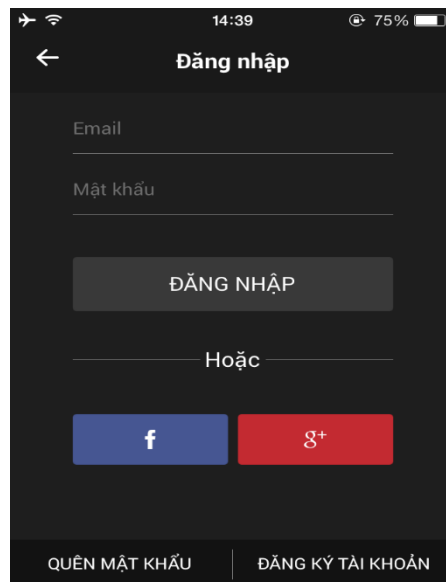 14:39 75%
Đăng nhập
Email
Mật khẩu
ĐĂNG NHẬP
Hoặc
f g+
QUÊN MẬT KHẨU ĐĂNG KÝ TÀI KHOẢN